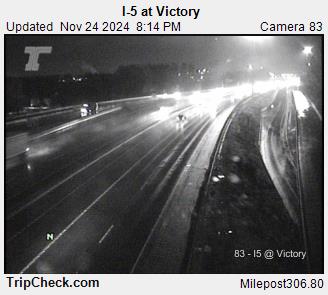 I-5 at Victory
Updated  Nov 24 2024  8:14 PM
Camera 83
T
N
83 - I5 @ Victory
TripCheck.com
Milepost306.80